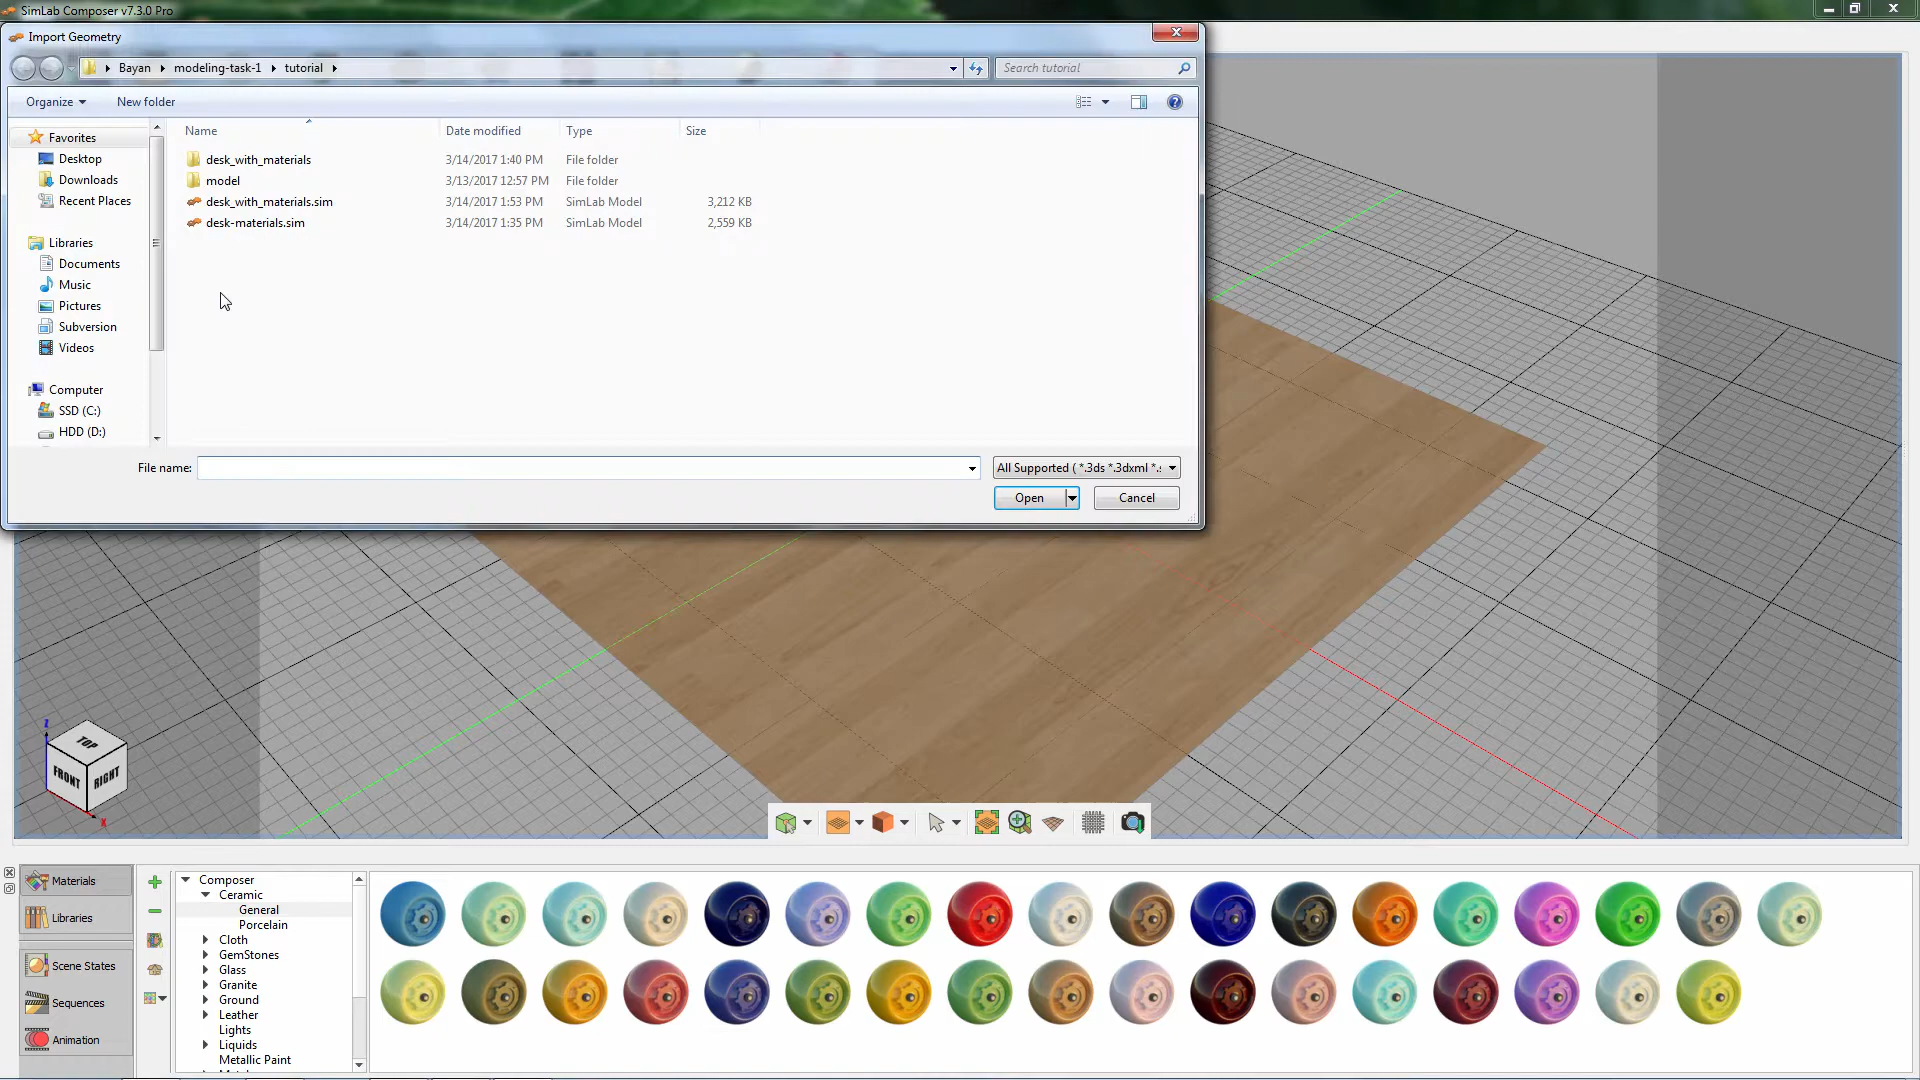 SimLab Composer v7.3.0 Pro
Import Geometry
Bayan modeling-task-1 tutorial
Search tutorial
Organize New folder
Name Date modified Type Size
desk_with_materials 3/14/2017 1:40 PM File folder
model 3/13/2017 12:57 PM File folder
desk_with_materials.sim 3/14/2017 1:53 PM SimLab Model 3,212 KB
desk-materials.sim 3/14/2017 1:35 PM SimLab Model 2,559 KB
Favorites
Desktop
Downloads
Recent Places
Libraries
Documents
Music
Pictures
Subversion
Videos
Computer
SSD (C:)
HDD (D:)
File name:
All Supported ( *.3ds *.3dxml *.
Open Cancel
Z
TOP
FRONT RIGHT
X
Materials
Libraries
Scene States
Sequences
Animation
Composer
Ceramic
General
Porcelain
Cloth
GemStones
Glass
Granite
Ground
Leather
Lights
Liquids
Metallic Paint